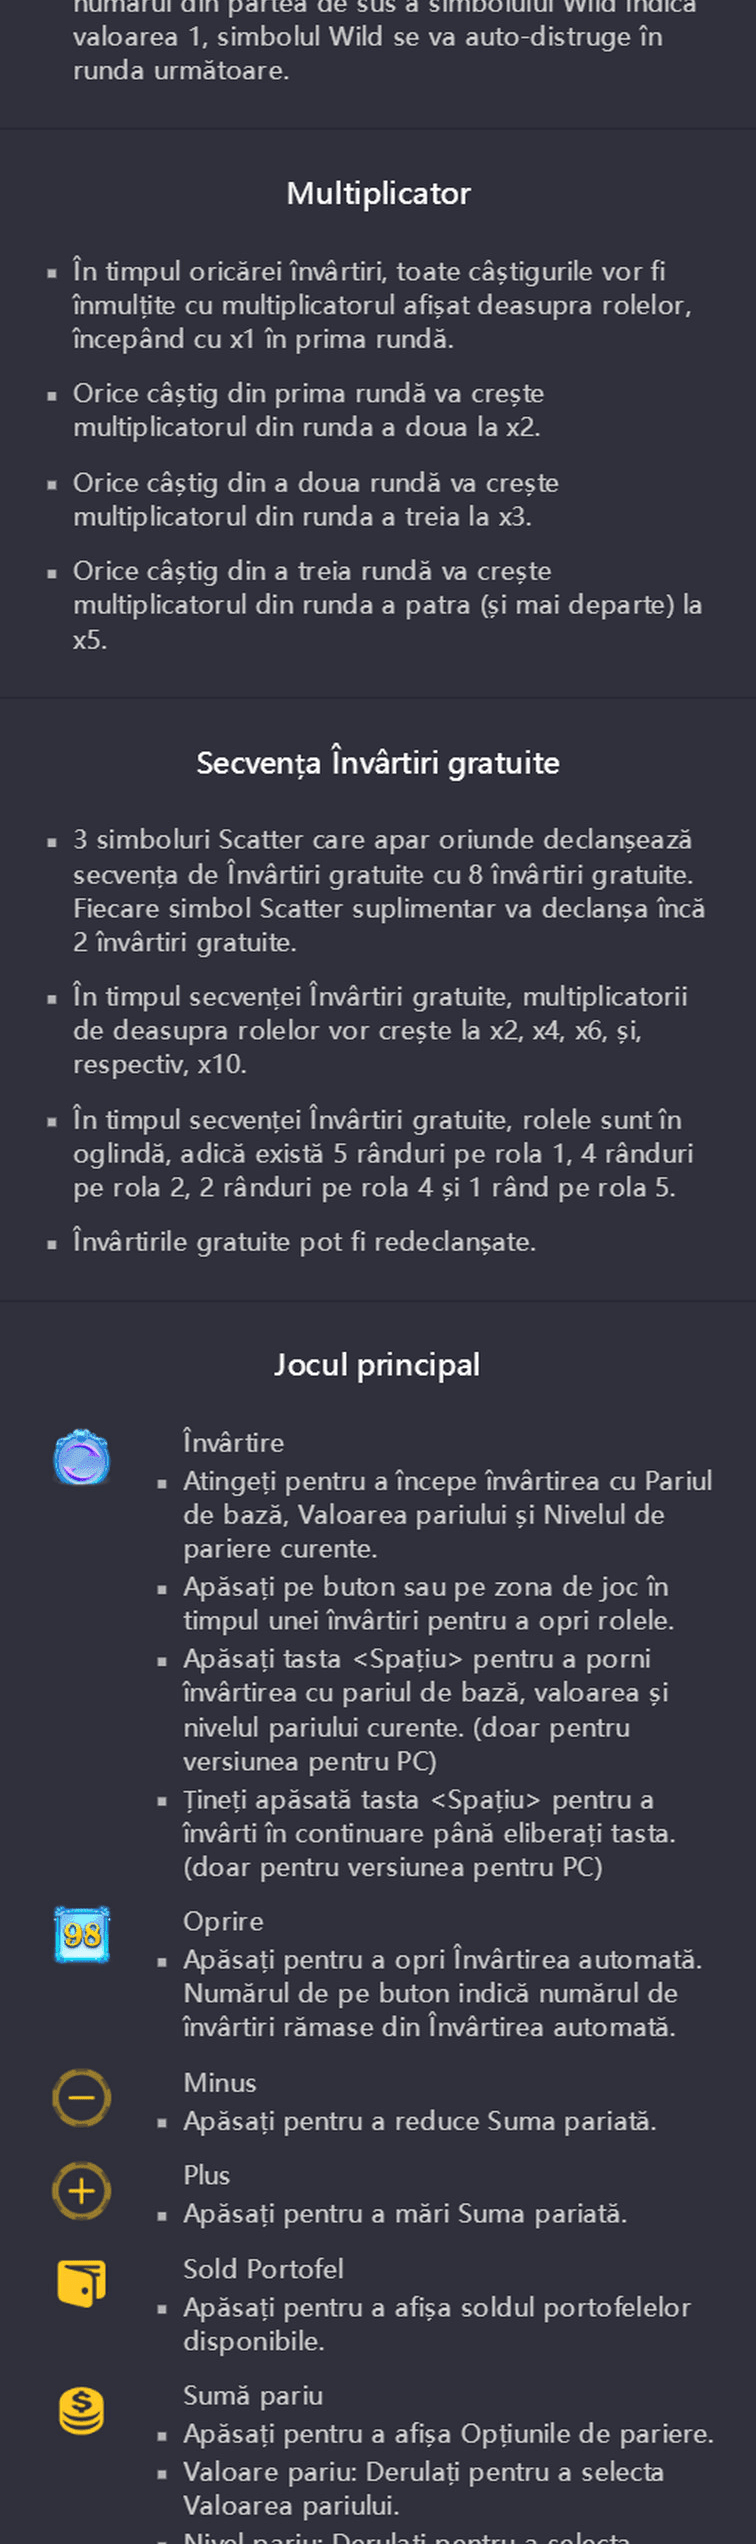 numărul din partea de sus a simbolului Wild indică
valoarea 1, simbolul Wild se va auto-distruge în
runda următoare.
Multiplicator
▪ În timpul oricărei învârtiri, toate câștigurile vor fi
înmulțite cu multiplicatorul afișat deasupra rolelor,
începând cu x1 în prima rundă.
▪ Orice câștig din prima rundă va crește
multiplicatorul din runda a doua la x2.
▪ Orice câștig din a doua rundă va crește
multiplicatorul din runda a treia la x3.
▪ Orice câștig din a treia rundă va crește
multiplicatorul din runda a patra (și mai departe) la
x5.
Secvența Învârtiri gratuite
▪ 3 simboluri Scatter care apar oriunde declanșează
secvența de Învârtiri gratuite cu 8 învârtiri gratuite.
Fiecare simbol Scatter suplimentar va declanșa încă
2 învârtiri gratuite.
▪ În timpul secvenței Învârtiri gratuite, multiplicatorii
de deasupra rolelor vor crește la x2, x4, x6, și,
respectiv, x10.
▪ În timpul secvenței Învârtiri gratuite, rolele sunt în
oglindă, adică există 5 rânduri pe rola 1, 4 rânduri
pe rola 2, 2 rânduri pe rola 4 și 1 rând pe rola 5.
▪ Învârtirile gratuite pot fi redeclanșate.
Jocul principal
Învârtire
▪ Atingeți pentru a începe învârtirea cu Pariul
de bază, Valoarea pariului și Nivelul de
pariere curente.
▪ Apăsați pe buton sau pe zona de joc în
timpul unei învârtiri pentru a opri rolele.
▪ Apăsați tasta <Spațiu> pentru a porni
învârtirea cu pariul de bază, valoarea și
nivelul pariului curente. (doar pentru
versiunea pentru PC)
▪ Țineți apăsată tasta <Spațiu> pentru a
învârti în continuare până eliberați tasta.
(doar pentru versiunea pentru PC)
98
Oprire
▪ Apăsați pentru a opri Învârtirea automată.
Numărul de pe buton indică numărul de
învârtiri rămase din Învârtirea automată.
Minus
▪ Apăsați pentru a reduce Suma pariată.
Plus
▪ Apăsați pentru a mări Suma pariată.
Sold Portofel
▪ Apăsați pentru a afișa soldul portofelelor
disponibile.
Sumă pariu
▪ Apăsați pentru a afișa Opțiunile de pariere.
▪ Valoare pariu: Derulați pentru a selecta
Valoarea pariului.
▪ Nivel pariu: Derulați pentru a selecta